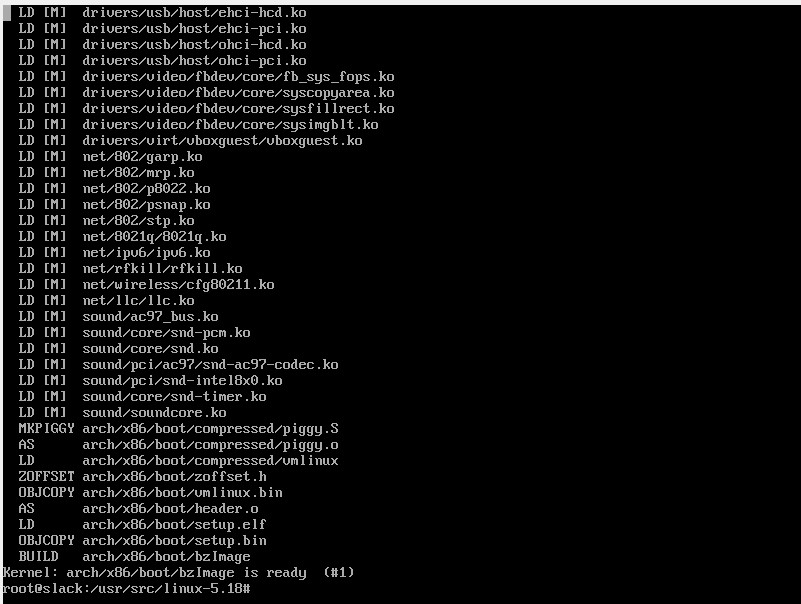 LD [M]  drivers/usb/host/ehci-hcd.ko
LD [M]  drivers/usb/host/ehci-pci.ko
LD [M]  drivers/usb/host/ohci-hcd.ko
LD [M]  drivers/usb/host/ohci-pci.ko
LD [M]  drivers/video/fbdev/core/fb_sys_fops.ko
LD [M]  drivers/video/fbdev/core/syscopyarea.ko
LD [M]  drivers/video/fbdev/core/sysfillrect.ko
LD [M]  drivers/video/fbdev/core/sysimgblt.ko
LD [M]  drivers/virt/vboxguest/vboxguest.ko
LD [M]  net/802/garp.ko
LD [M]  net/802/mrp.ko
LD [M]  net/802/p8022.ko
LD [M]  net/802/psnap.ko
LD [M]  net/802/stp.ko
LD [M]  net/8021q/8021q.ko
LD [M]  net/ipv6/ipv6.ko
LD [M]  net/rfkill/rfkill.ko
LD [M]  net/wireless/cfg80211.ko
LD [M]  net/llc/llc.ko
LD [M]  sound/ac97_bus.ko
LD [M]  sound/core/snd-pcm.ko
LD [M]  sound/core/snd.ko
LD [M]  sound/pci/ac97/snd-ac97-codec.ko
LD [M]  sound/pci/snd-intel8x0.ko
LD [M]  sound/core/snd-timer.ko
LD [M]  sound/soundcore.ko
MKPIGGY arch/x86/boot/compressed/piggy.S
AS      arch/x86/boot/compressed/piggy.o
LD      arch/x86/boot/compressed/vmlinux
ZOFFSET arch/x86/boot/zoffset.h
OBJCOPY arch/x86/boot/vmlinux.bin
AS      arch/x86/boot/header.o
LD      arch/x86/boot/setup.elf
OBJCOPY arch/x86/boot/setup.bin
BUILD   arch/x86/boot/bzImage
Kernel: arch/x86/boot/bzImage is ready  (#1)
root@slack:/usr/src/linux-5.18#